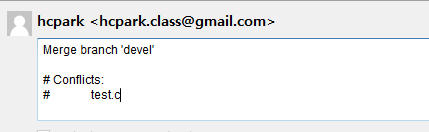 hcpark <hcpark.class@gmail.com>
Merge branch 'devel'
# Conflicts:
# test.c